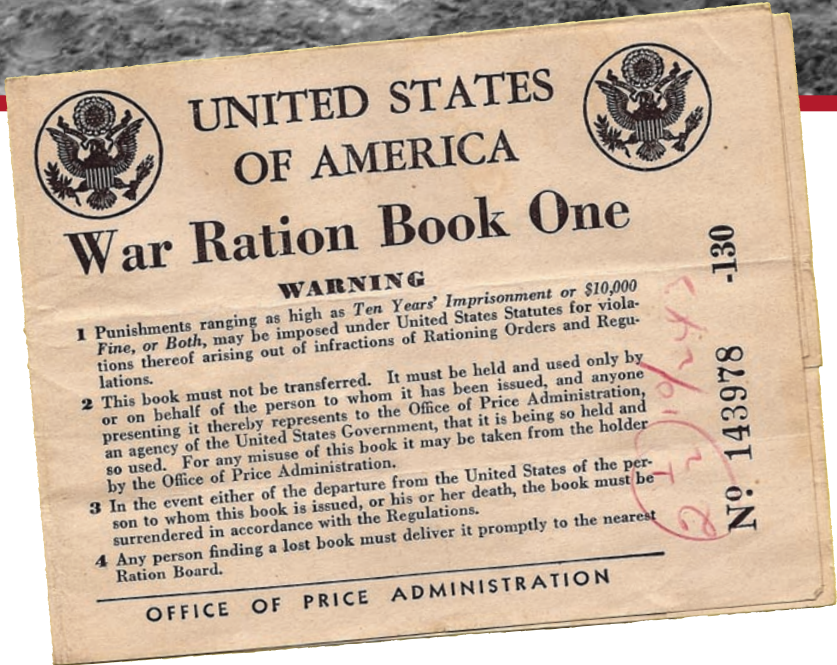 UNITED STATES
OF AMERICA
War Ration Book One
WARNING
1 Punishments ranging as high as Ten Years' Imprisonment or $10,000
Fine, or Both, may be imposed under United States Statutes for viola-
tions thereof arising out of infractions of Rationing Orders and Regu-
lations.
2 This book must not be transferred. It must be held and used only by
or on behalf of the person to whom it has been issued, and anyone
presenting it thereby represents to the Office of Price Administration,
an agency of the United States Government, that it is being so held and
so used. For any misuse of this book it may be taken from the holder
by the Office of Price Administration.
3 In the event either of the departure from the United States of the per-
son to whom this book is issued, or his or her death, the book must be
surrendered in accordance with the Regulations.
4 Any person finding a lost book must deliver it promptly to the nearest
Ration Board.
OFFICE OF PRICE ADMINISTRATION
Nº 143978 -130